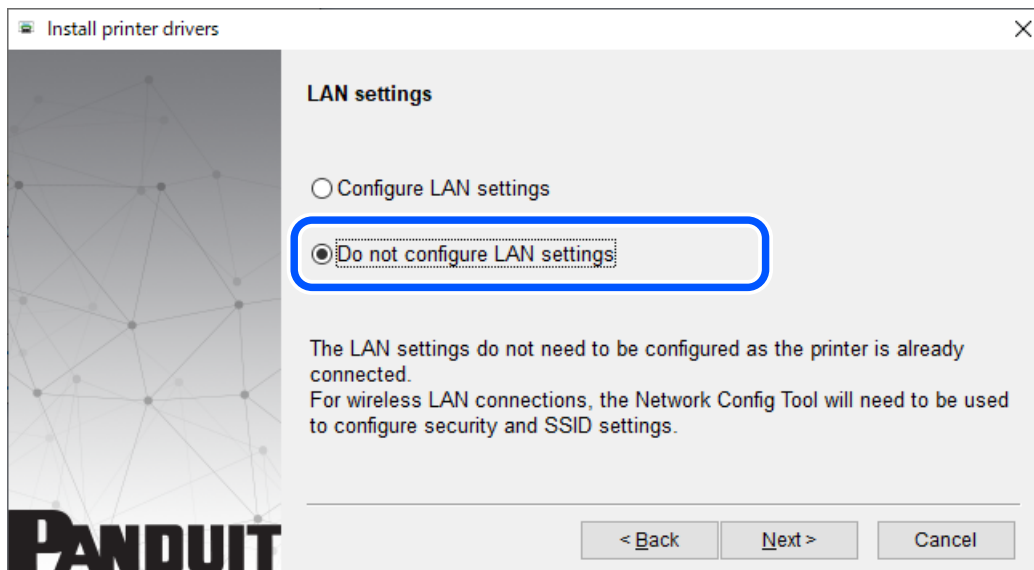 Install printer drivers
LAN settings
Configure LAN settings
Do not configure LAN settings
The LAN settings do not need to be configured as the printer is already
connected.
For wireless LAN connections, the Network Config Tool will need to be used
to configure security and SSID settings.
PANDUIT
< Back
Next >
Cancel